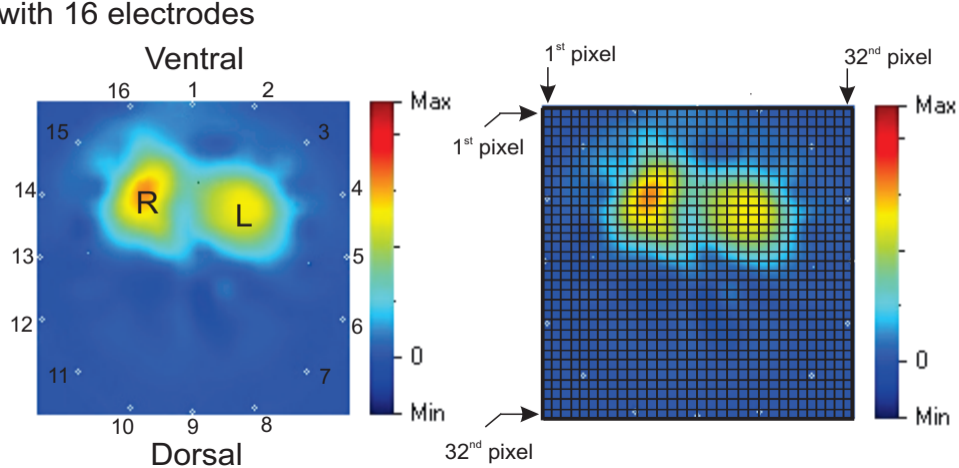 with 16 electrodes
Ventral
16 1 2
15 3
14 4
R L
13 5
12 6
11 7
10 9 8
Dorsal
Max
0
Min
1st pixel
32nd pixel
1st pixel
32nd pixel
Max
0
Min